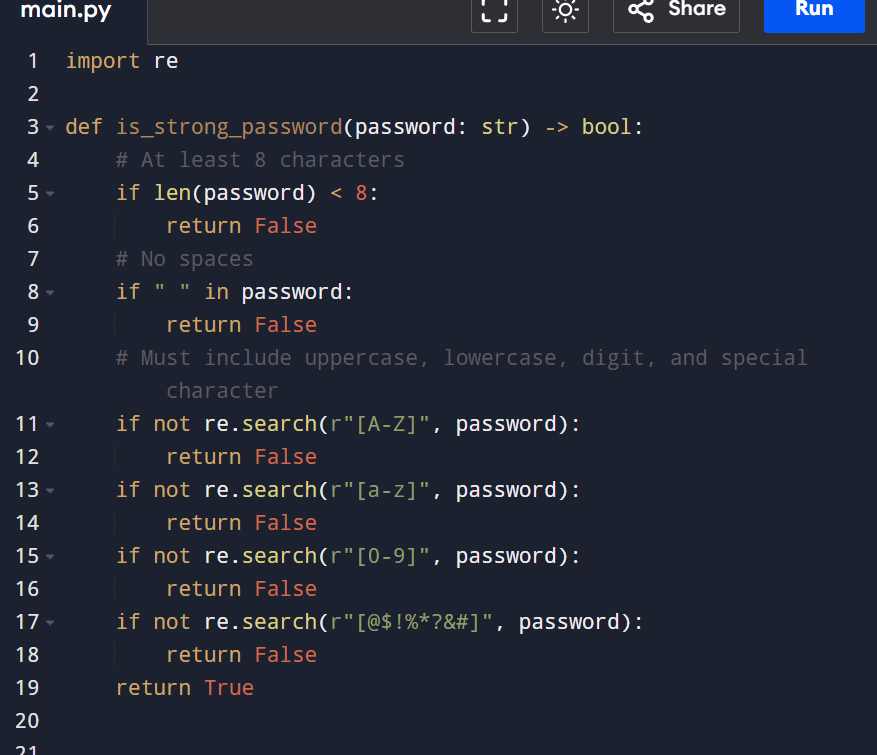 main.py
Share
Run
1 import re
2
3 def is_strong_password(password: str) -> bool:
4     # At least 8 characters
5     if len(password) < 8:
6         return False
7     # No spaces
8     if " " in password:
9         return False
10     # Must include uppercase, lowercase, digit, and special
character
11     if not re.search(r"[A-Z]", password):
12         return False
13     if not re.search(r"[a-z]", password):
14         return False
15     if not re.search(r"[0-9]", password):
16         return False
17     if not re.search(r"[@$!%*?&#]", password):
18         return False
19     return True
20
21